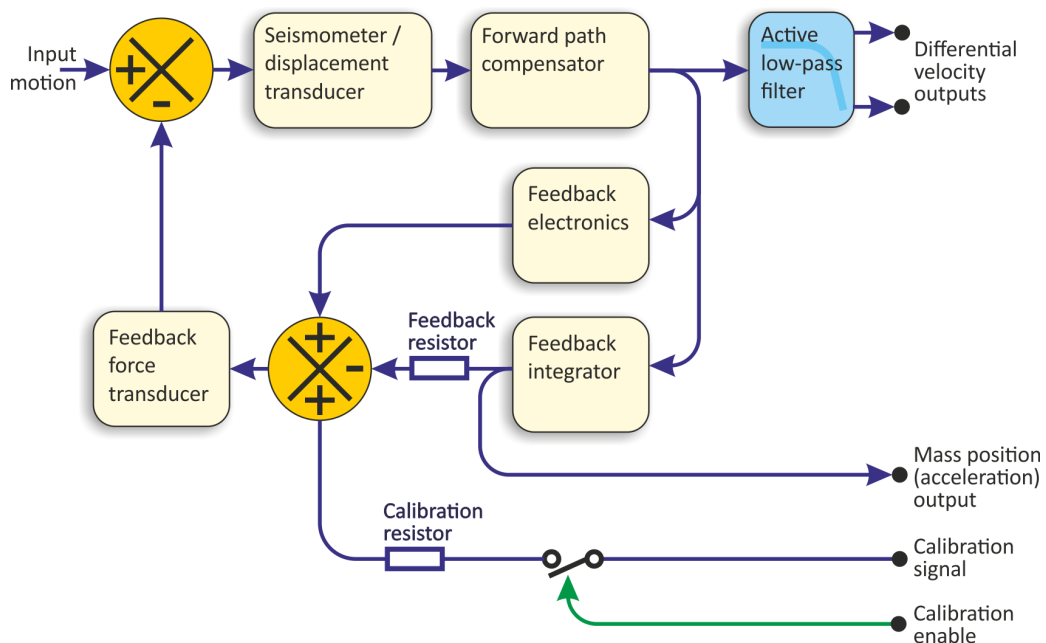 Input
motion
+
-
Seismometer /
displacement
transducer
Forward path
compensator
Active
low-pass
filter
Differential
velocity
outputs
Feedback
electronics
Feedback
force
transducer
+
-
+
Feedback
resistor
Feedback
integrator
Mass position
(acceleration)
output
Calibration
resistor
Calibration
signal
Calibration
enable